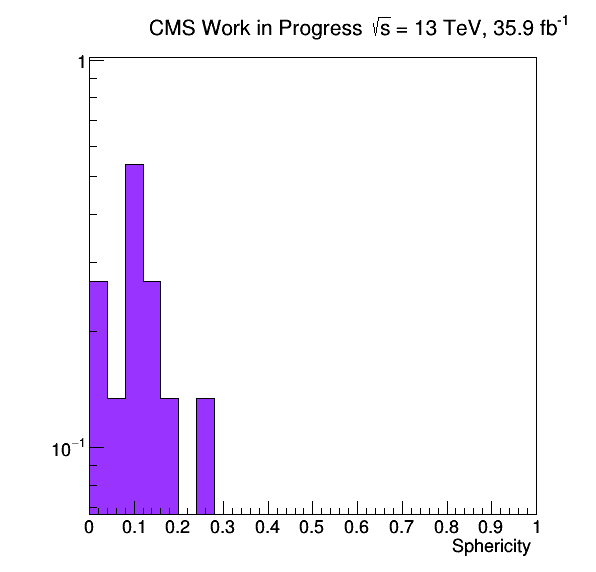 CMS Work in Progress √s = 13 TeV, 35.9 fb⁻¹
1
10⁻¹
0 0.1 0.2 0.3 0.4 0.5 0.6 0.7 0.8 0.9 1
Sphericity